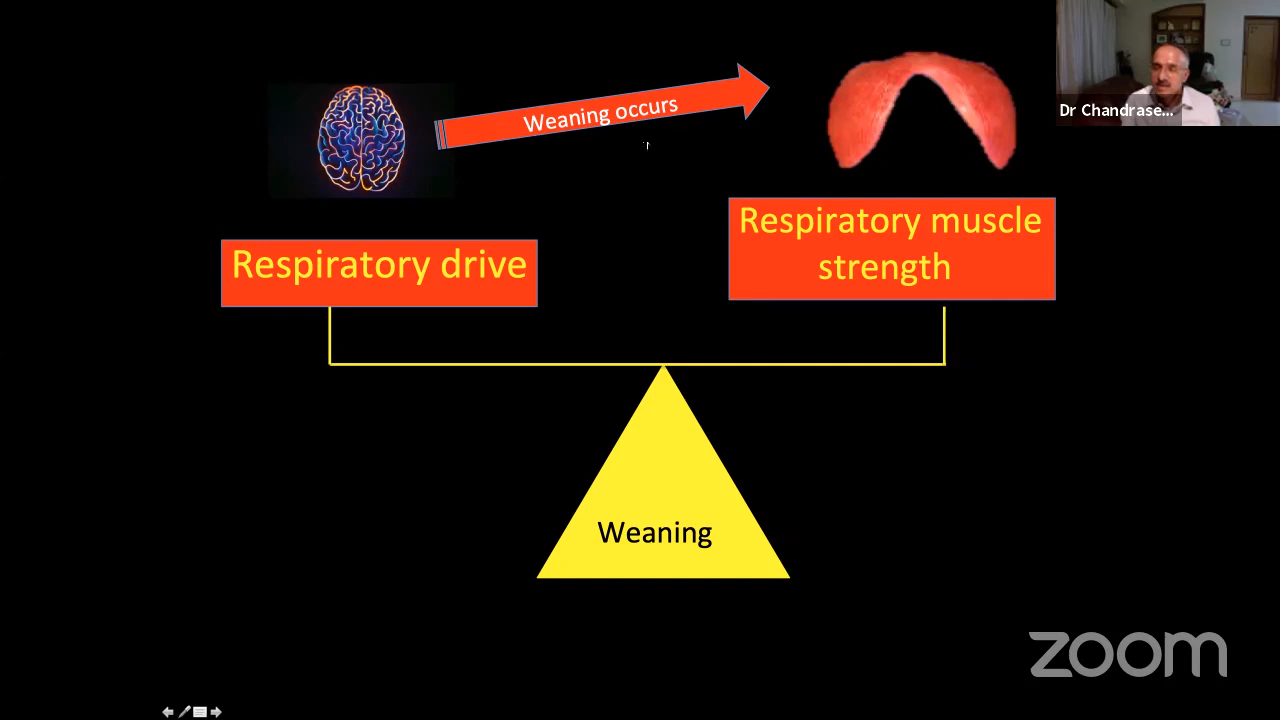 Weaning occurs
Dr Chandrase...
Respiratory drive
Respiratory muscle
strength
Weaning
zoom